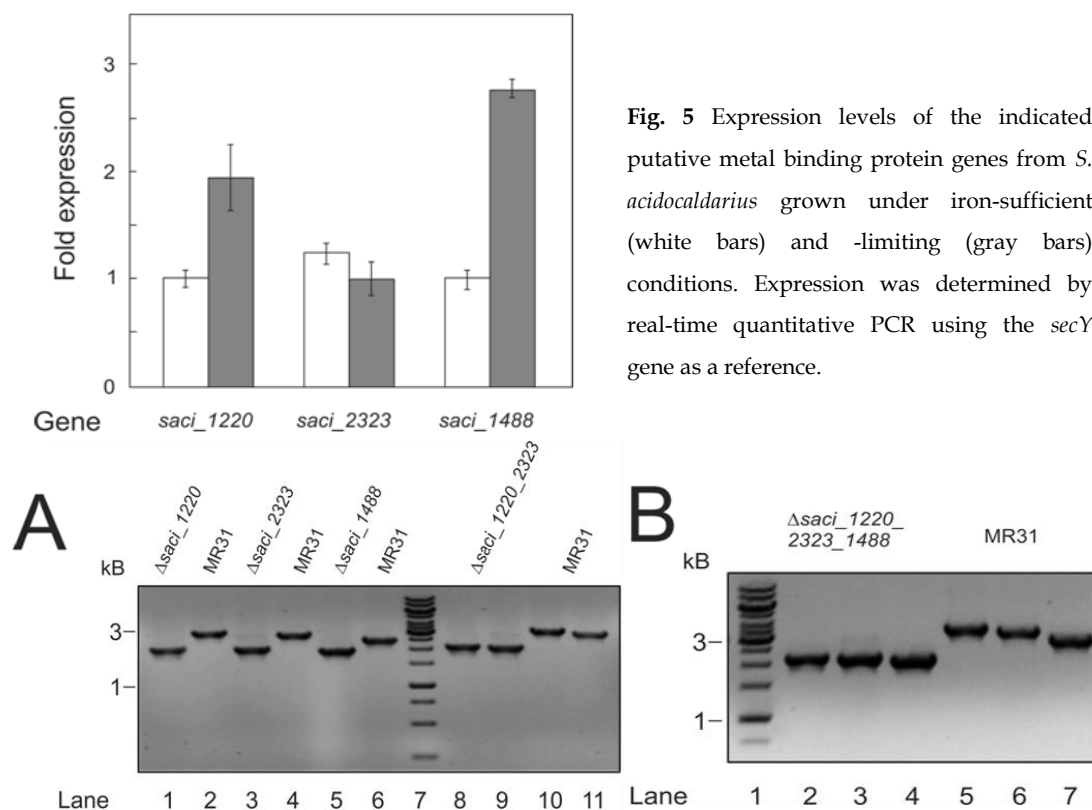 3
2
1
0
Fold expression
Gene saci_1220 saci_2323 saci_1488
Fig. 5 Expression levels of the indicated
putative metal binding protein genes from S.
acidocaldarius grown under iron-sufficient
(white bars) and -limiting (gray bars)
conditions. Expression was determined by
real-time quantitative PCR using the secY
gene as a reference.
A
Δsaci_1220 MR31 Δsaci_2323 MR31 Δsaci_1488 MR31 Δsaci_1220_2323 MR31
kB
3
1
Lane 1 2 3 4 5 6 7 8 9 10 11
B
Δsaci_1220_
2323_1488
MR31
kB
3
1
Lane 1 2 3 4 5 6 7